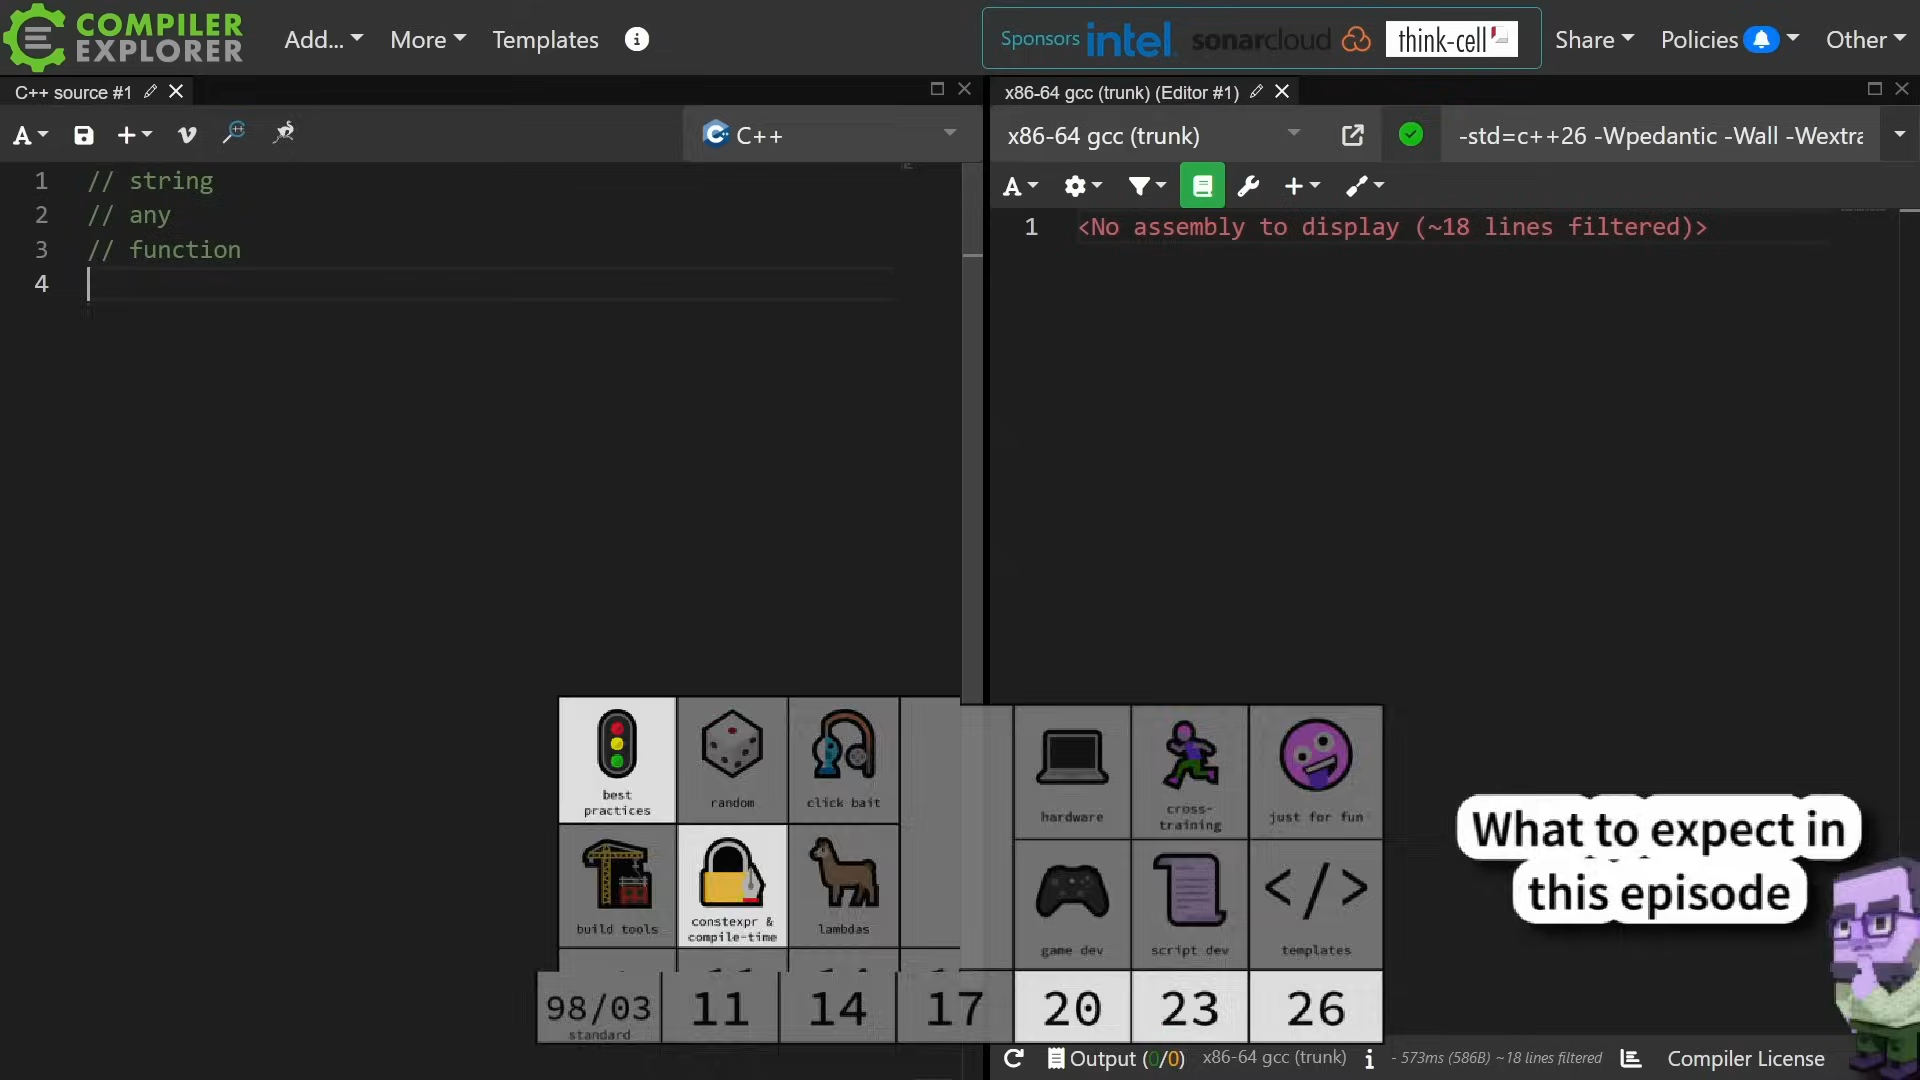 COMPILER
EXPLORER
Add...
More
Templates
Sponsors intel. sonarcloud think-cell
Share
Policies
Other
C++ source #1
A
C++
1 // string
2 // any
3 // function
4
x86-64 gcc (trunk) (Editor #1)
x86-64 gcc (trunk)
-std=c++26 -Wpedantic -Wall -Wextra
A
1 <No assembly to display (~18 lines filtered)>
best
practices
random
click bait
hardware
cross-
training
just for fun
build tools
constexpr &
compile-time
lambdas
game dev
script dev
</>
templates
98/03
standard
11
14
17
20
23
26
What to expect in
this episode
Output (0/0) x86-64 gcc (trunk) - 573ms (586B) ~18 lines filtered Compiler License